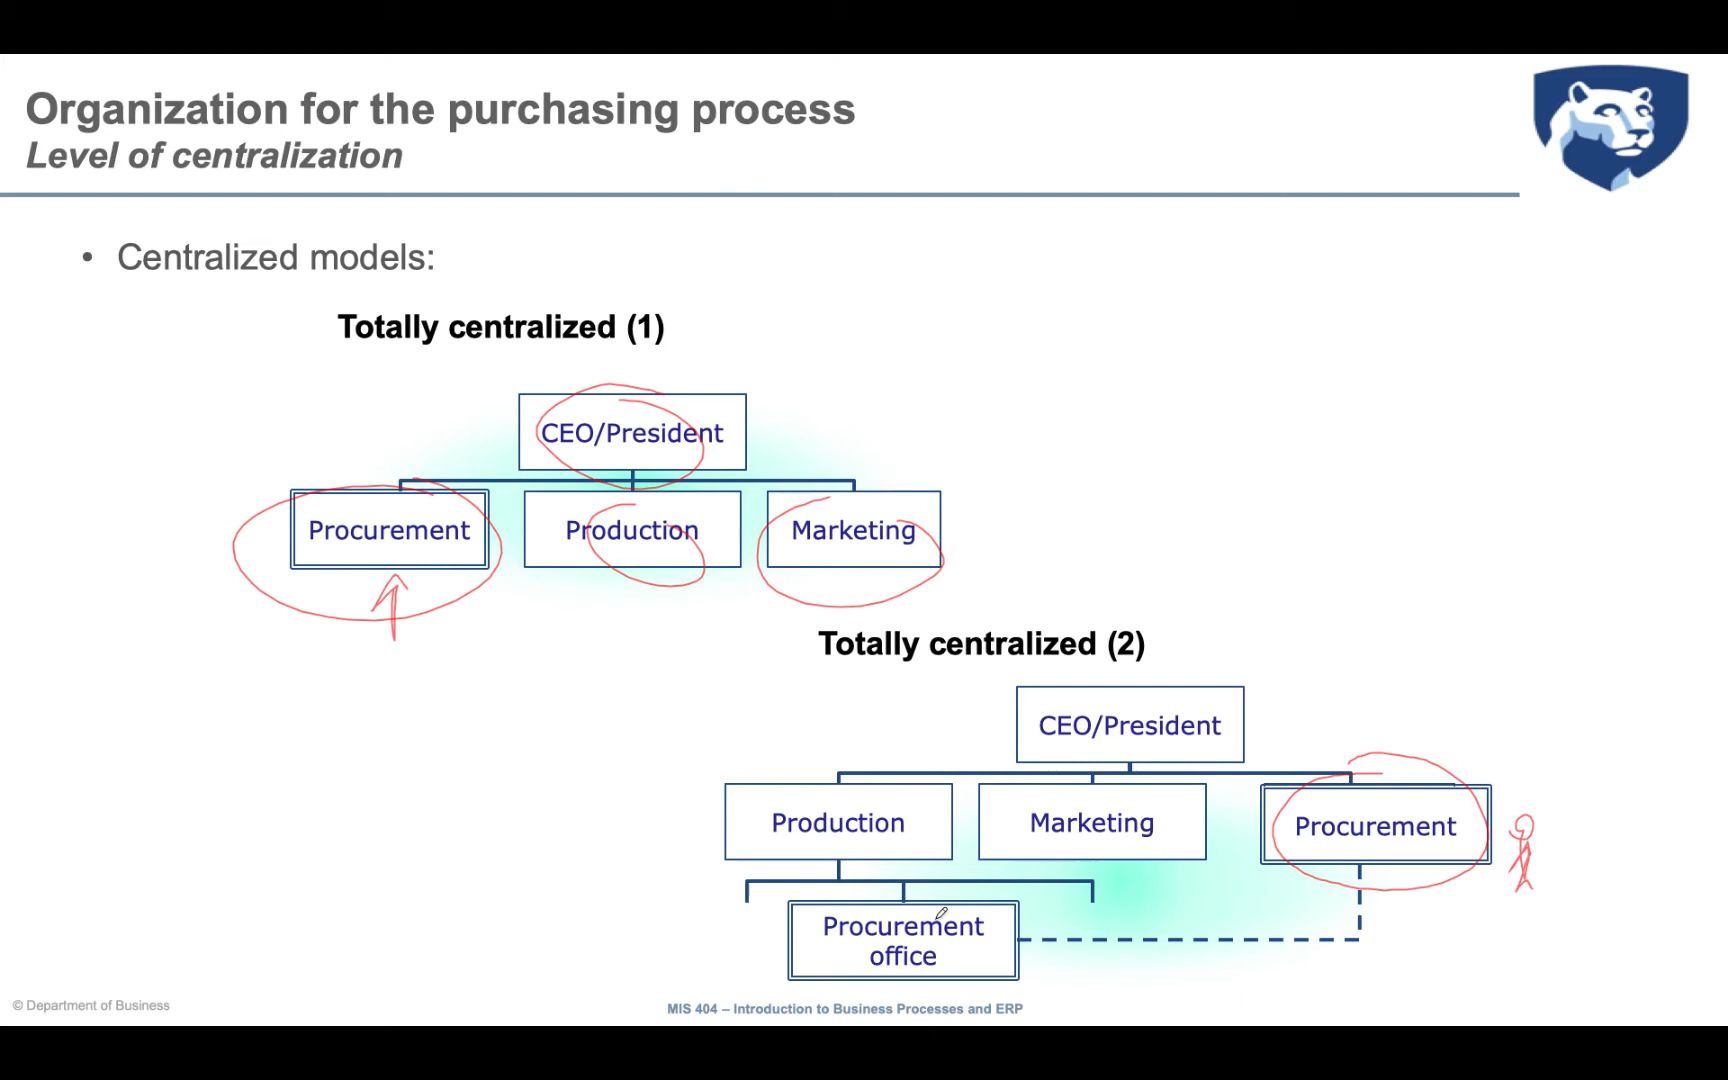 Organization for the purchasing process
Level of centralization
• Centralized models:
Totally centralized (1)
CEO/President
Procurement
Production
Marketing
Totally centralized (2)
CEO/President
Production
Marketing
Procurement
Procurement
office
© Department of Business
MIS 404 – Introduction to Business Processes and ERP